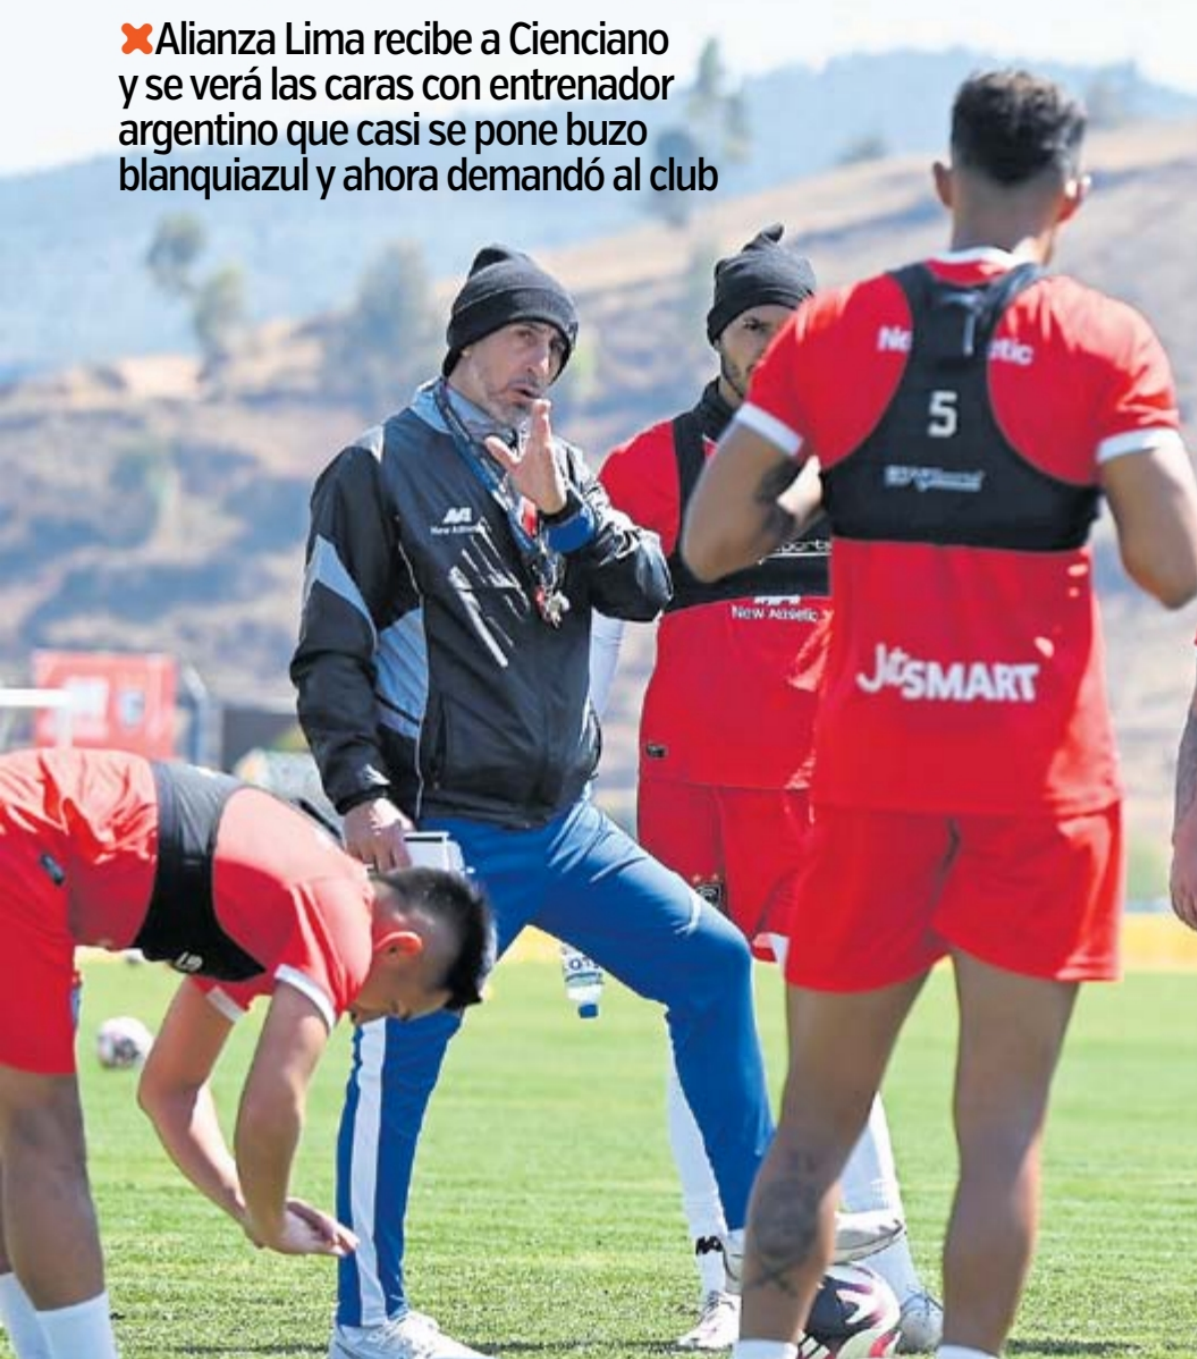 Alianza Lima recibe a Cienciano
y se verá las caras con entrenador
argentino que casi se pone buzo
blanquiazul y ahora demandó al club
5
New Athletic
JetSMART